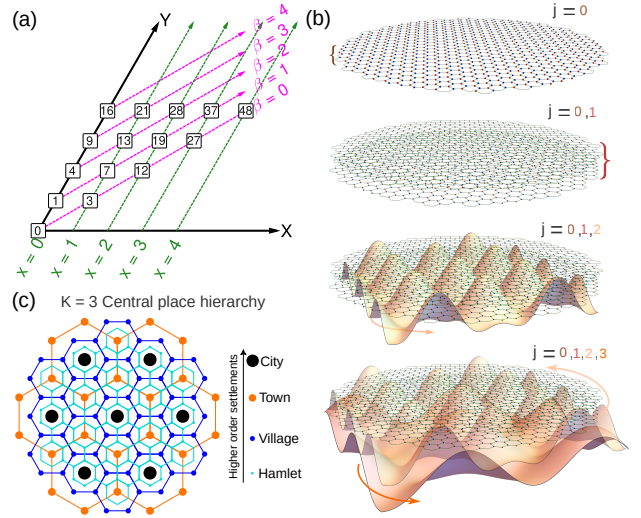 (a)
Y
β = 4
β = 3
β = 2
β = 1
β = 0
16 21 28 37 48
9 13 19 27
4 7 12
1 3
0
X
x = 0
x = 1
x = 2
x = 3
x = 4
(b)
j = 0
{
j = 0,1
}
j = 0,1,2
j = 0,1,2,3
(c)
K = 3 Central place hierarchy
Higher order settlements
City
Town
Village
Hamlet